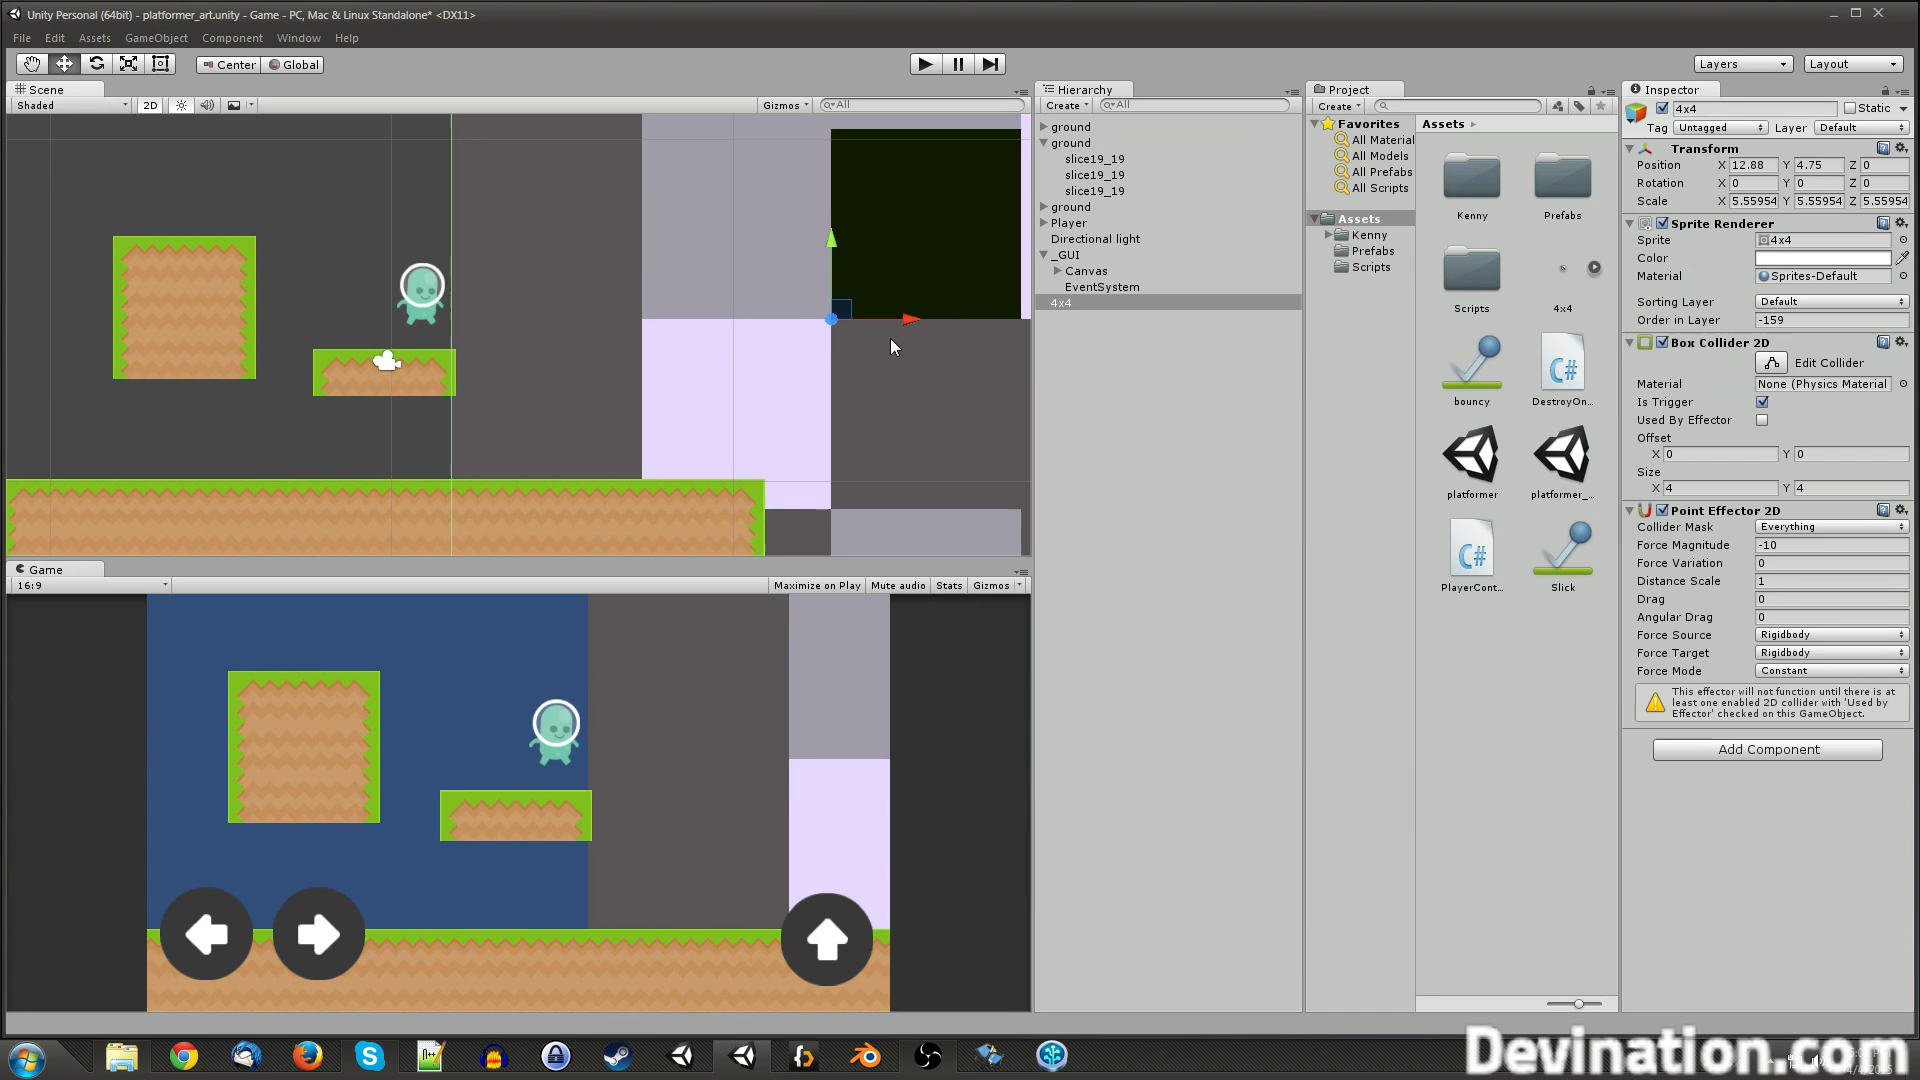 Unity Personal (64bit) - platformer_art.unity - Game - PC, Mac & Linux Standalone* <DX11>
File Edit Assets GameObject Component Window Help
Center Global
Layers Layout
Scene
Shaded 2D Gizmos All
Game
16:9 Maximize on Play Mute audio Stats Gizmos
Hierarchy
Create All
ground
ground
slice19_19
slice19_19
slice19_19
ground
Player
Directional light
_GUI
Canvas
EventSystem
4x4
Project
Create
Favorites
All Material
All Models
All Prefabs
All Scripts
Assets
Kenny
Prefabs
Scripts
Assets
Kenny Prefabs
Scripts 4x4
bouncy DestroyOn...
platformer platformer_...
PlayerCont... Slick
Inspector
4x4 Static
Tag Untagged Layer Default
Transform
Position X 12.88 Y 4.75 Z 0
Rotation X 0 Y 0 Z 0
Scale X 5.55954 Y 5.55954 Z 5.55954
Sprite Renderer
Sprite 4x4
Color
Material Sprites-Default
Sorting Layer Default
Order in Layer -159
Box Collider 2D
Edit Collider
Material None (Physics Material
Is Trigger
Used By Effector
Offset
X 0 Y 0
Size
X 4 Y 4
Point Effector 2D
Collider Mask Everything
Force Magnitude -10
Force Variation 0
Distance Scale 1
Drag 0
Angular Drag 0
Force Source Rigidbody
Force Target Rigidbody
Force Mode Constant
This effector will not function until there is at
least one enabled 2D collider with 'Used by
Effector' checked on this GameObject.
Add Component
Devination.com